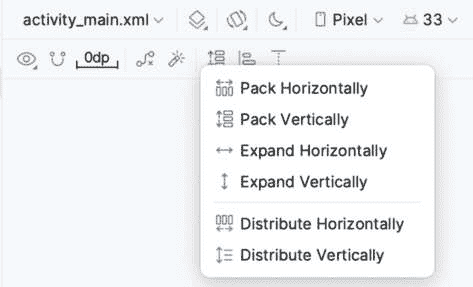 activity_main.xml Pixel 33
0dp
Pack Horizontally
Pack Vertically
Expand Horizontally
Expand Vertically
Distribute Horizontally
Distribute Vertically